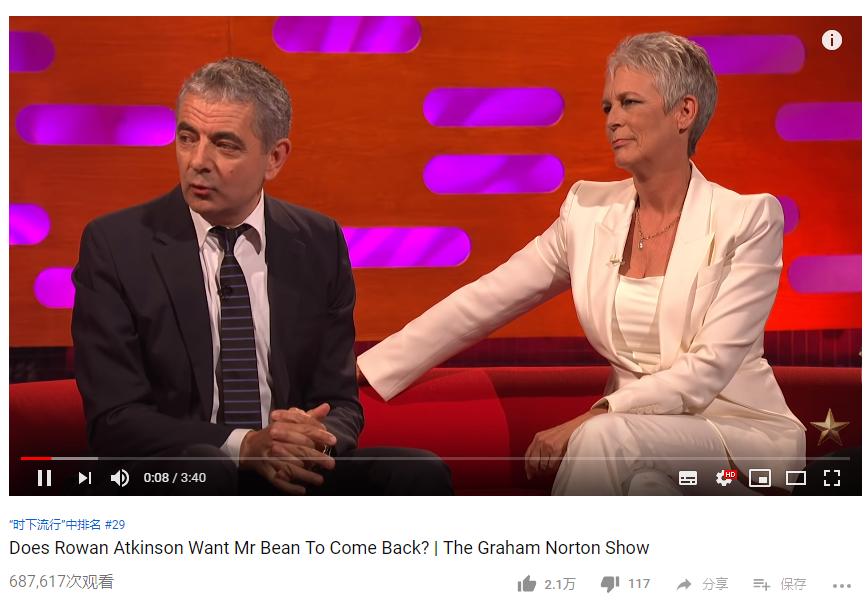 HD
0:08 / 3:40
“时下流行”中排名 #29
Does Rowan Atkinson Want Mr Bean To Come Back? | The Graham Norton Show
687,617次观看
2.1万
117
分享
保存